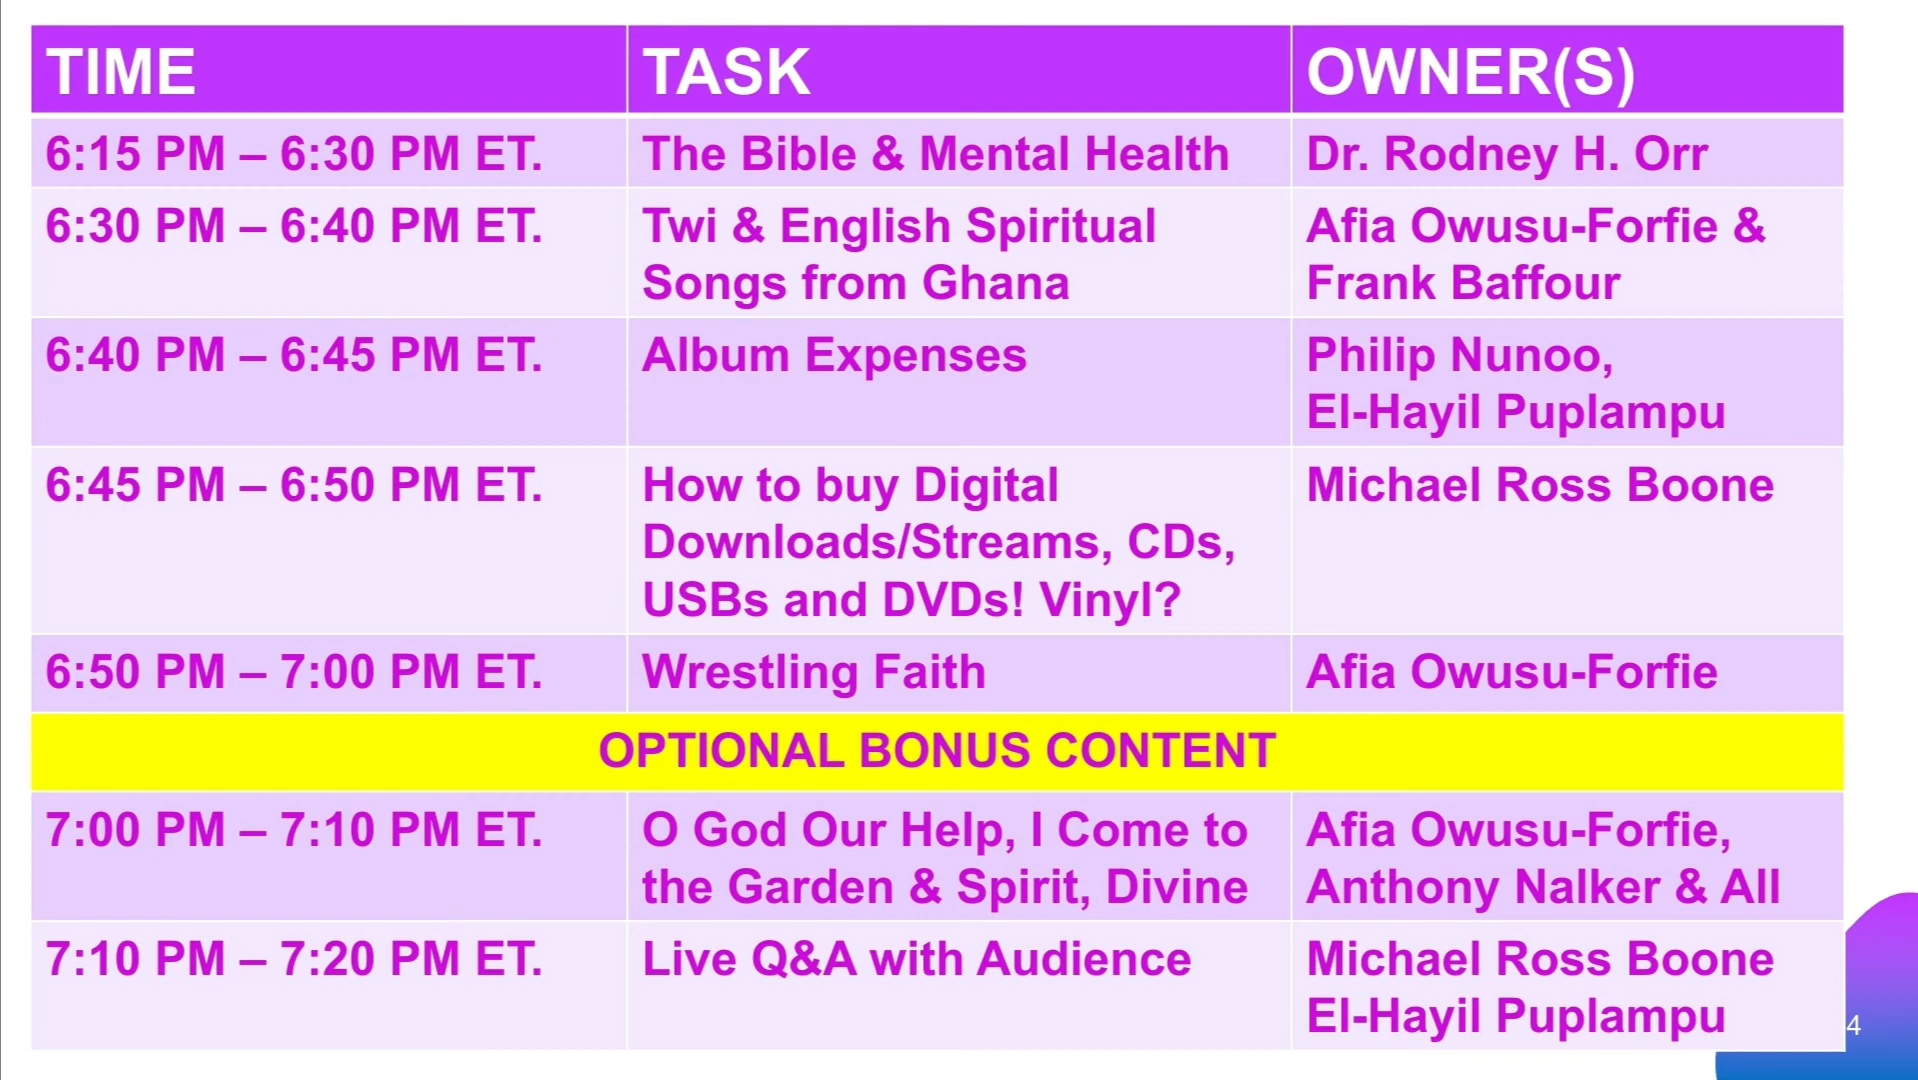 TIME TASK OWNER(S)
6:15 PM – 6:30 PM ET. The Bible & Mental Health Dr. Rodney H. Orr
6:30 PM – 6:40 PM ET. Twi & English Spiritual Afia Owusu-Forfie &
Songs from Ghana Frank Baffour
6:40 PM – 6:45 PM ET. Album Expenses Philip Nunoo,
El-Hayil Puplampu
6:45 PM – 6:50 PM ET. How to buy Digital Michael Ross Boone
Downloads/Streams, CDs,
USBs and DVDs! Vinyl?
6:50 PM – 7:00 PM ET. Wrestling Faith Afia Owusu-Forfie
OPTIONAL BONUS CONTENT
7:00 PM – 7:10 PM ET. O God Our Help, I Come to Afia Owusu-Forfie,
the Garden & Spirit, Divine Anthony Nalker & All
7:10 PM – 7:20 PM ET. Live Q&A with Audience Michael Ross Boone
El-Hayil Puplampu
4